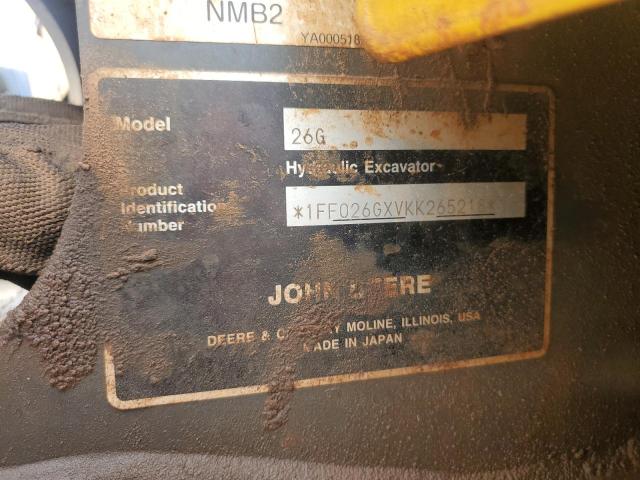 NMB2
YA000518
Model
26G
Hydraulic Excavator
Product
Identification
Number
*1FF026GXVKK265218*
JOHN DEERE
DEERE & COMPANY MOLINE, ILLINOIS, USA
MADE IN JAPAN